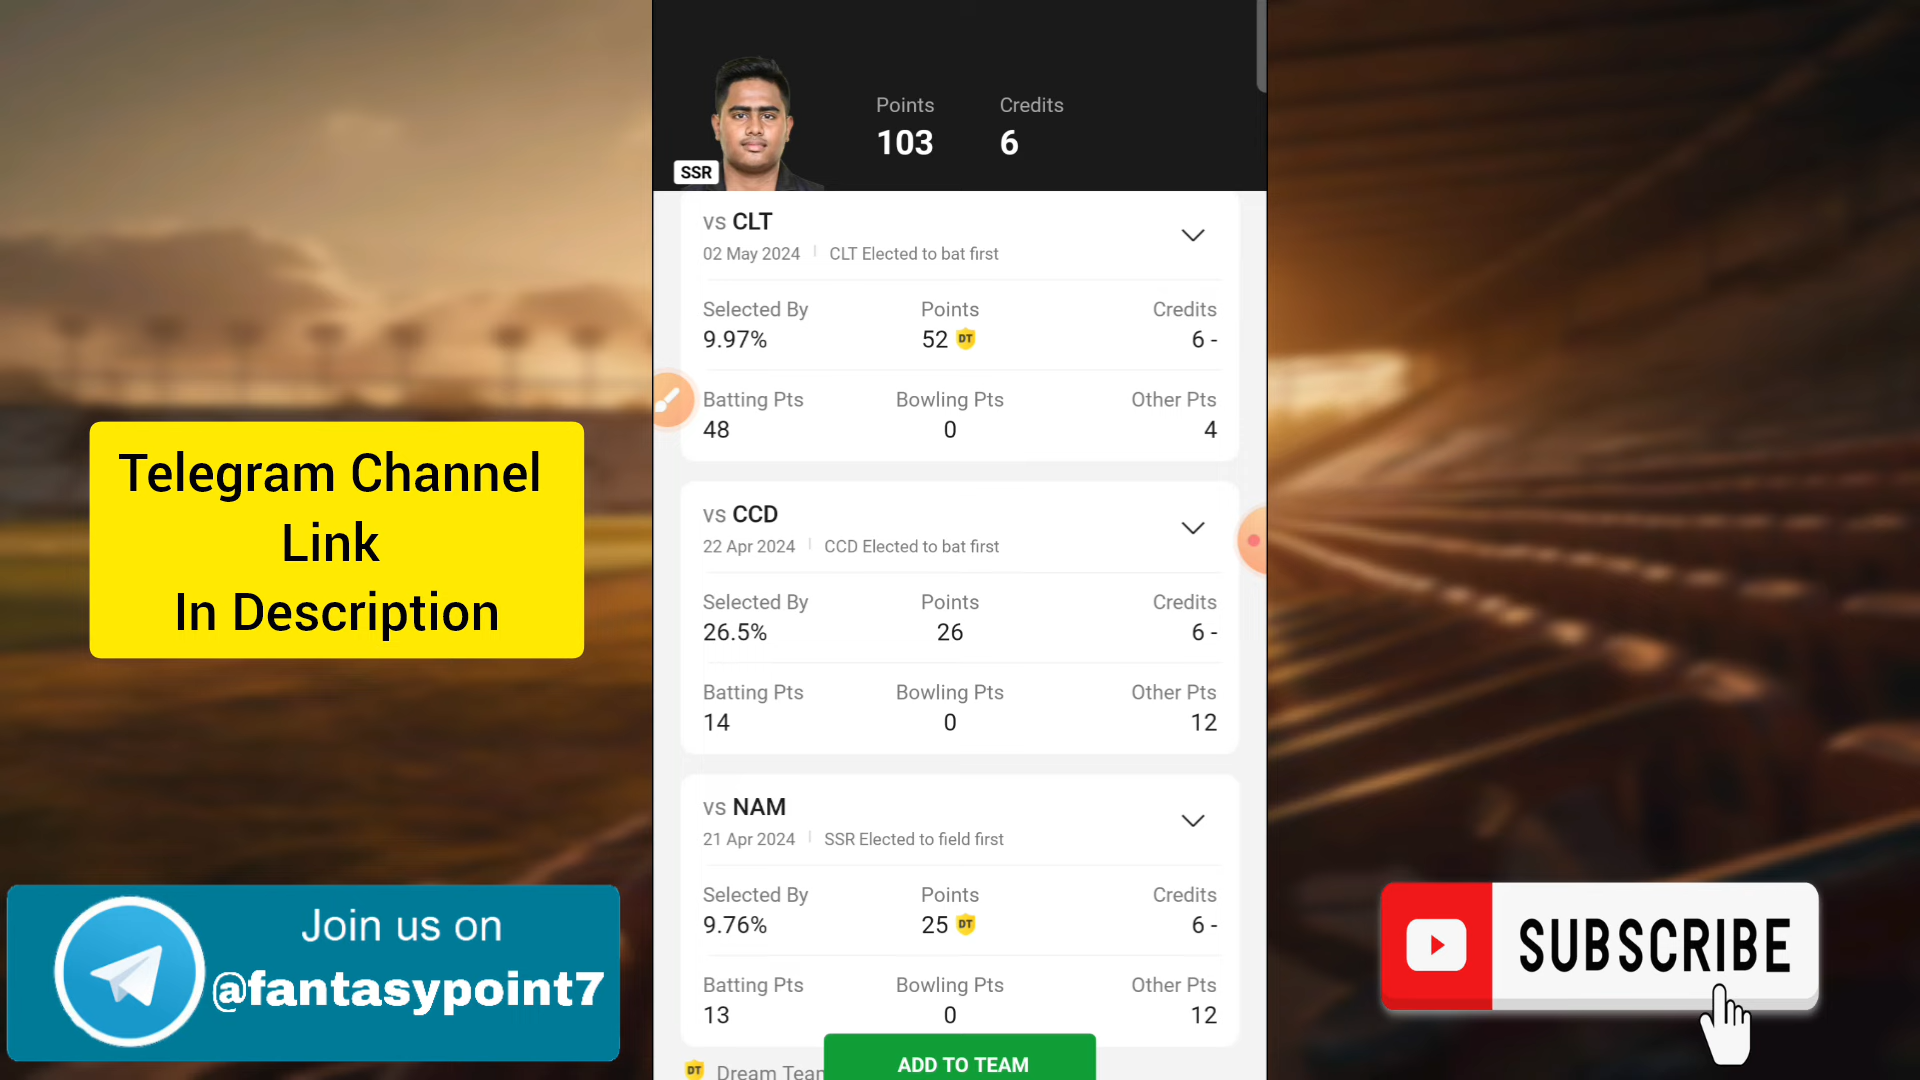 Points
Credits
103
6
SSR
vs CLT
02 May 2024
CLT Elected to bat first
Selected By
Points
Credits
9.97%
52 DT
6 -
Batting Pts
Bowling Pts
Other Pts
48
0
4
vs CCD
22 Apr 2024
CCD Elected to bat first
Selected By
Points
Credits
26.5%
26
6 -
Batting Pts
Bowling Pts
Other Pts
14
0
12
vs NAM
21 Apr 2024
SSR Elected to field first
Selected By
Points
Credits
9.76%
25 DT
6 -
Batting Pts
Bowling Pts
Other Pts
13
0
12
DT Dream Team
ADD TO TEAM
Telegram Channel
Link
In Description
Join us on
@fantasypoint7
SUBSCRIBE